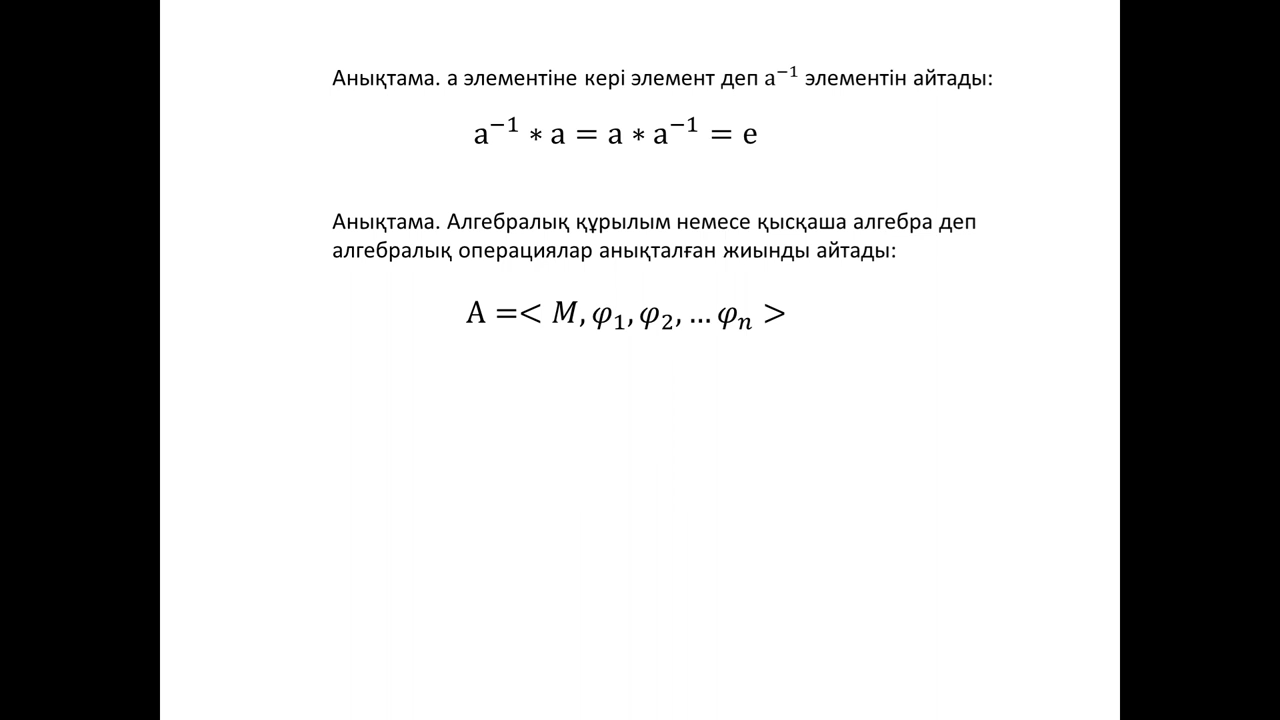 Анықтама. а элементіне кері элемент деп a⁻¹ элементін айтады:
a⁻¹ ∗ a = a ∗ a⁻¹ = e
Анықтама. Алгебралық құрылым немесе қысқаша алгебра деп
алгебралық операциялар анықталған жиынды айтады:
A =< M, φ₁, φ₂, … φₙ >